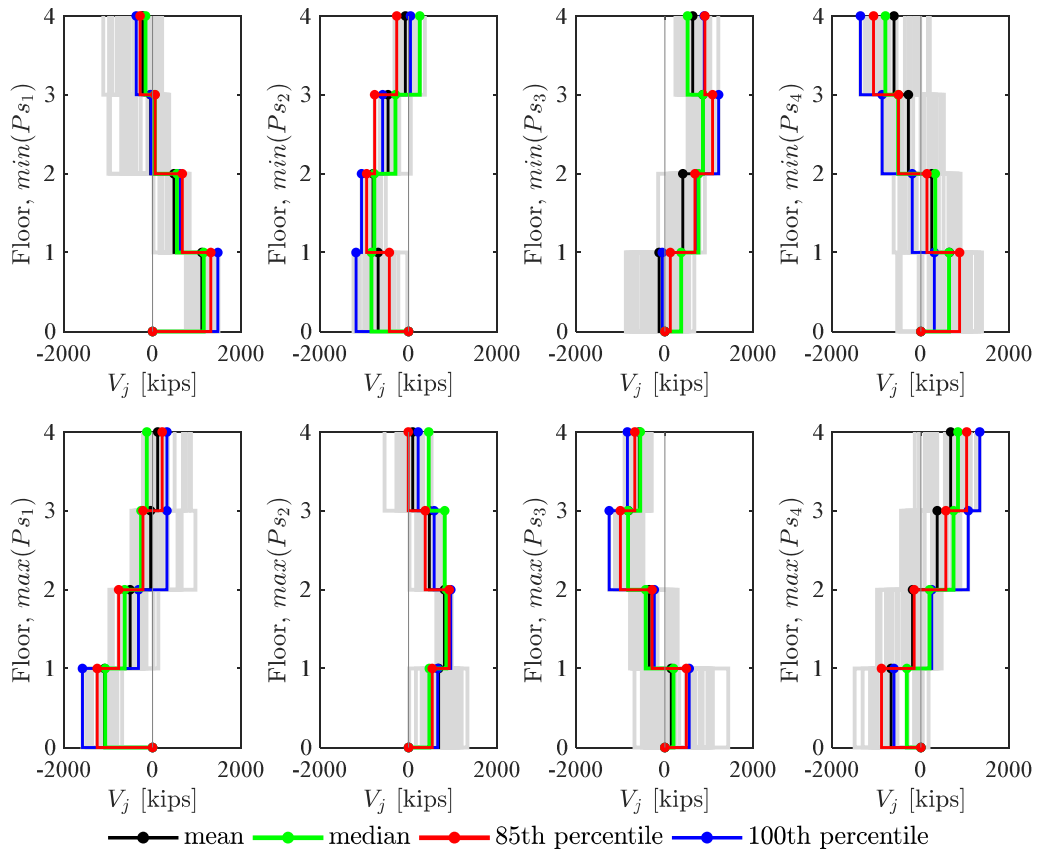 4 4 4 4
3 3 3 3
2 2 2 2
1 1 1 1
0 0 0 0
Floor, min(Ps1) Floor, min(Ps2) Floor, min(Ps3) Floor, min(Ps4)
-2000 0 2000 -2000 0 2000 -2000 0 2000 -2000 0 2000
Vj [kips] Vj [kips] Vj [kips] Vj [kips]
4 4 4 4
3 3 3 3
2 2 2 2
1 1 1 1
0 0 0 0
Floor, max(Ps1) Floor, max(Ps2) Floor, max(Ps3) Floor, max(Ps4)
-2000 0 2000 -2000 0 2000 -2000 0 2000 -2000 0 2000
Vj [kips] Vj [kips] Vj [kips] Vj [kips]
mean median 85th percentile 100th percentile